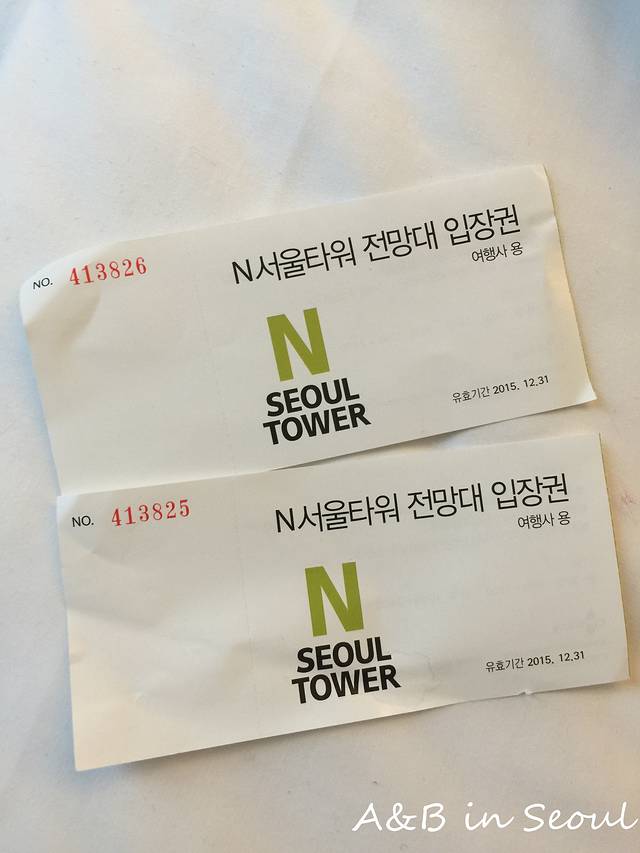 NO. 413826
N서울타워 전망대 입장권
여행사 용
N
SEOUL
TOWER
유효기간 2015. 12.31
NO. 413825
N서울타워 전망대 입장권
여행사 용
N
SEOUL
TOWER
유효기간 2015. 12.31
A&B in Seoul